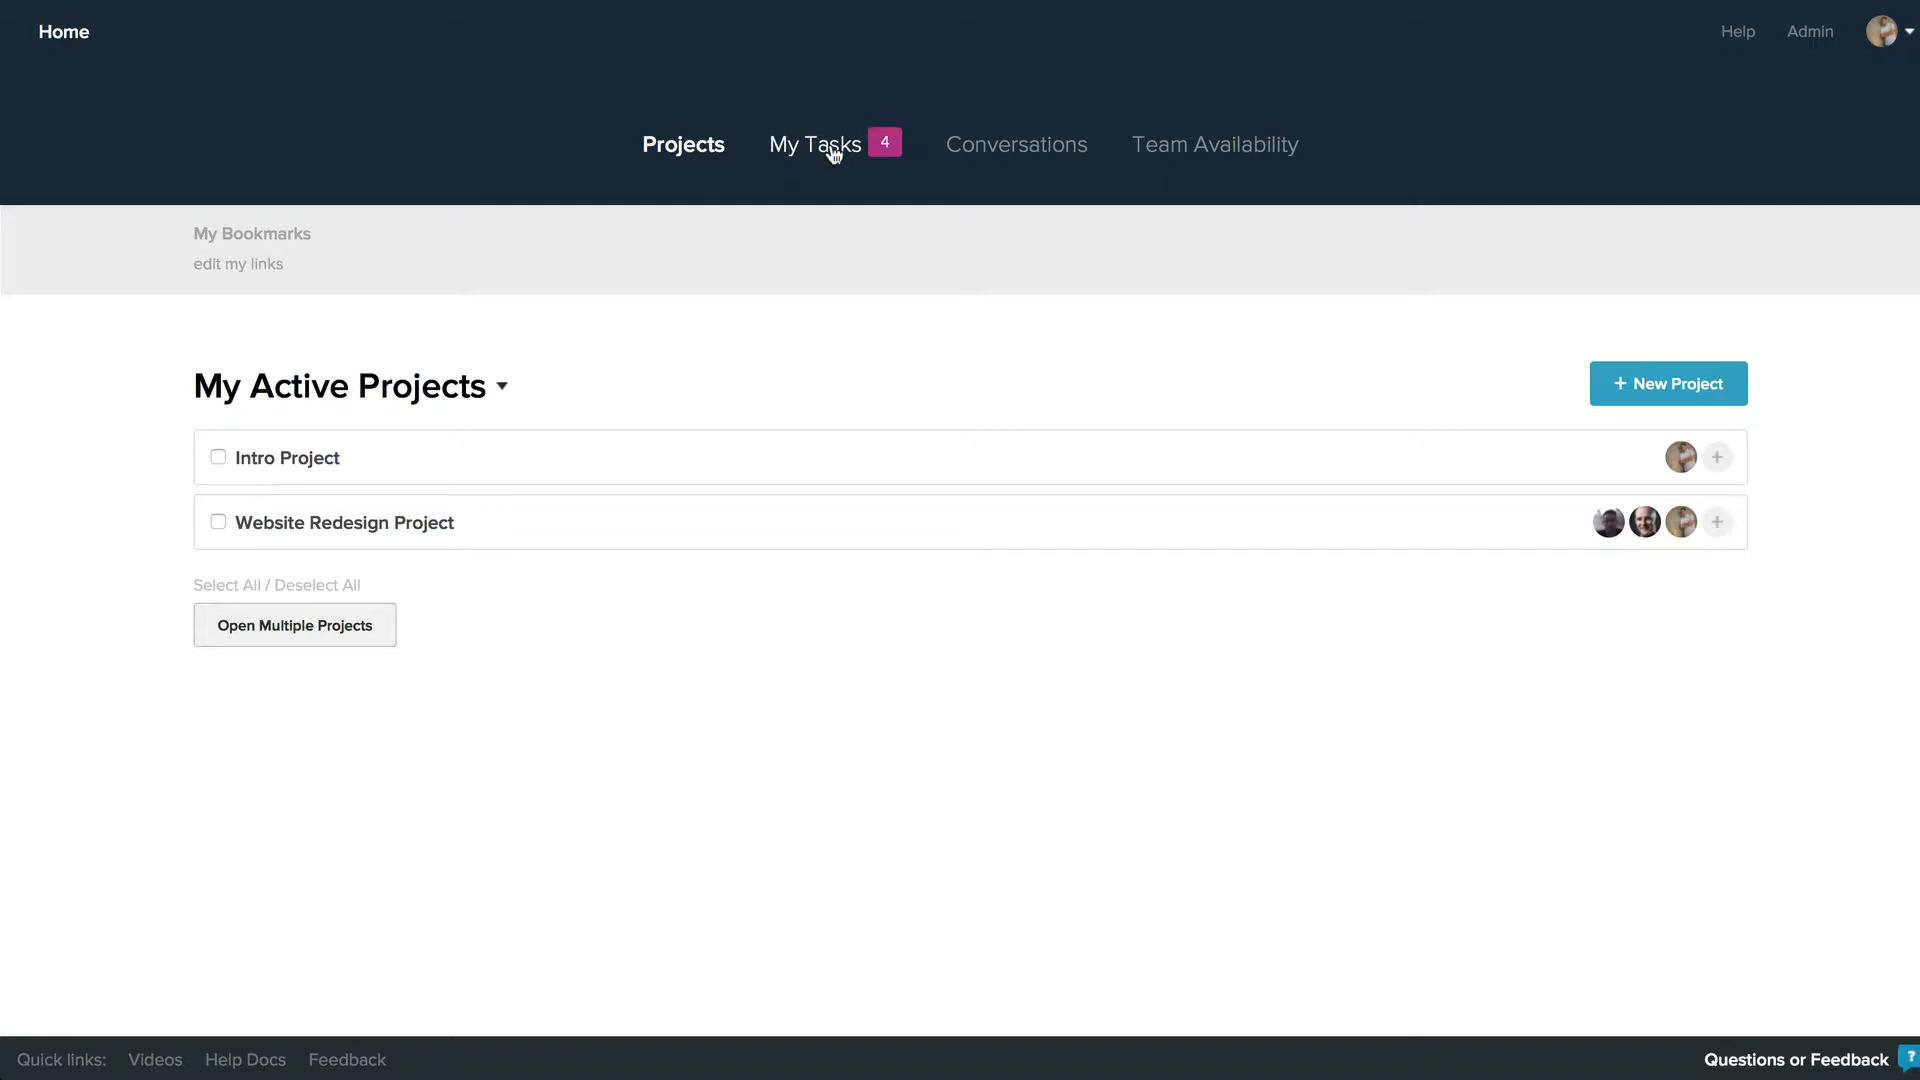 Home
Help
Admin
Projects
My Tasks
4
Conversations
Team Availability
My Bookmarks
edit my links
My Active Projects
+ New Project
Intro Project
+
Website Redesign Project
+
Select All / Deselect All
Open Multiple Projects
Quick links:
Videos
Help Docs
Feedback
Questions or Feedback
?